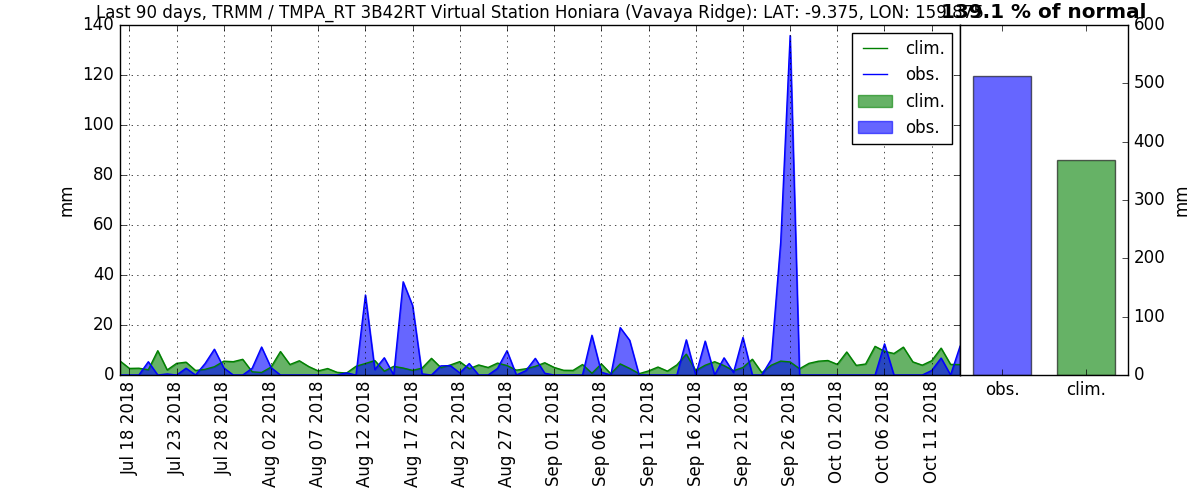 Last 90 days, TRMM / TMPA_RT 3B42RT Virtual Station Honiara (Vavaya Ridge): LAT: -9.375, LON:
139.1 % of normal
140
120
100
80
60
40
20
0
mm
clim.
obs.
clim.
obs.
Jul 18 2018
Jul 23 2018
Jul 28 2018
Aug 02 2018
Aug 07 2018
Aug 12 2018
Aug 17 2018
Aug 22 2018
Aug 27 2018
Sep 01 2018
Sep 06 2018
Sep 11 2018
Sep 16 2018
Sep 21 2018
Sep 26 2018
Oct 01 2018
Oct 06 2018
Oct 11 2018
600
500
400
300
200
100
0
mm
obs.
clim.